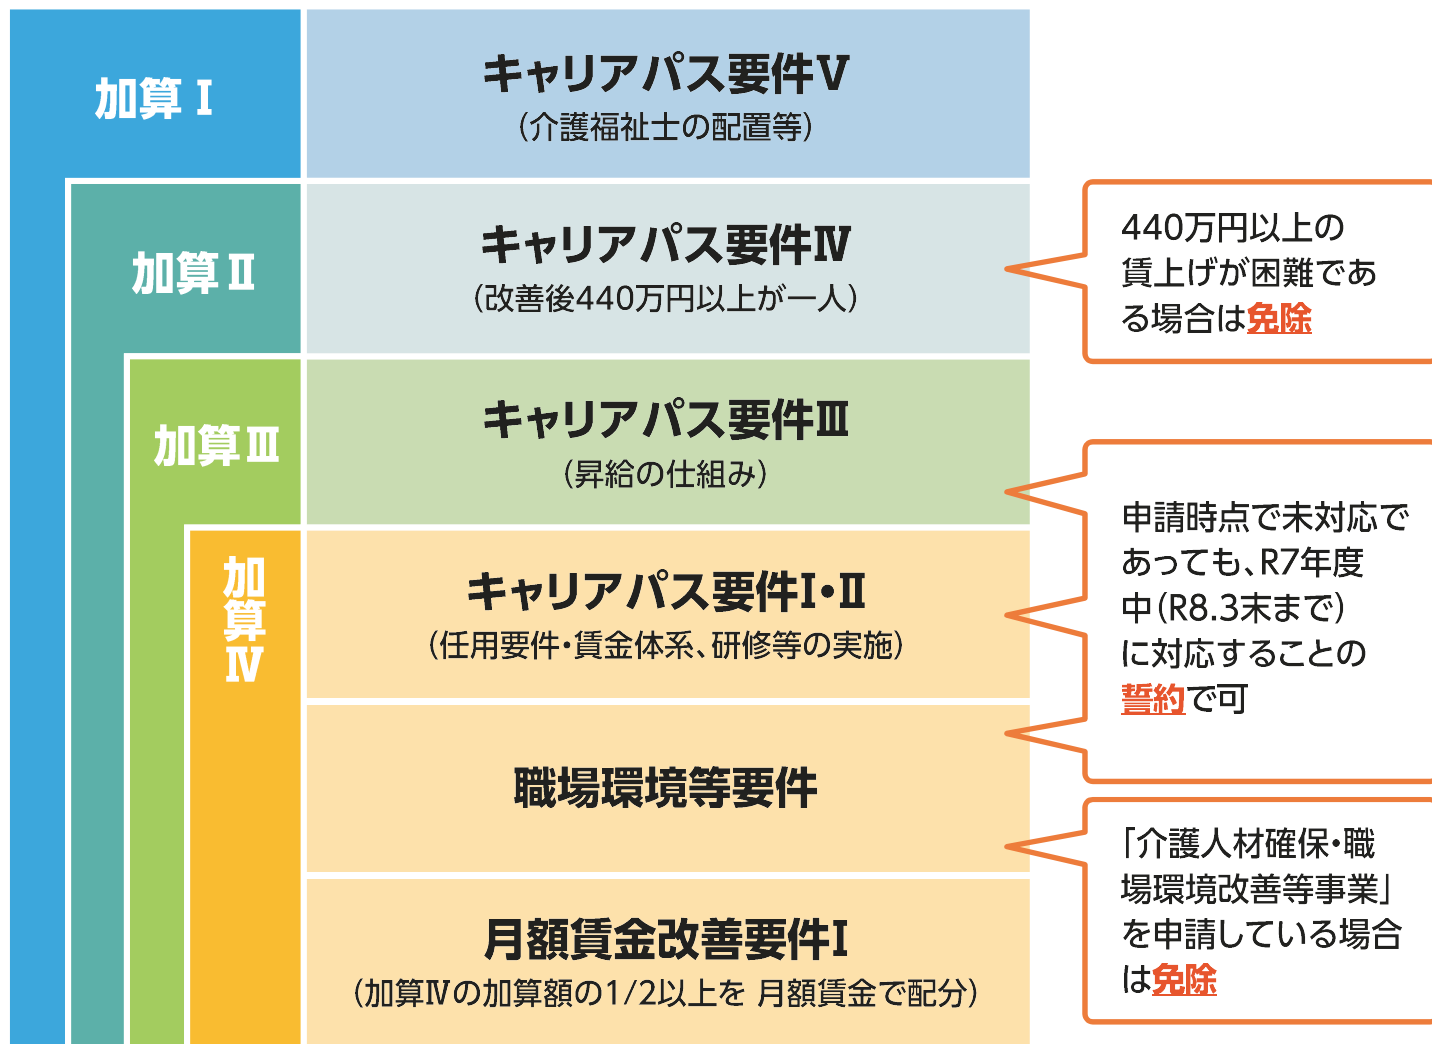 加算Ⅰ
キャリアパス要件Ⅴ
（介護福祉士の配置等）
加算Ⅱ
キャリアパス要件Ⅳ
（改善後440万円以上が一人）
440万円以上の
賃上げが困難であ
る場合は免除
加算Ⅲ
キャリアパス要件Ⅲ
（昇給の仕組み）
加算Ⅳ
キャリアパス要件Ⅰ・Ⅱ
（任用要件・賃金体系、研修等の実施）
申請時点で未対応で
あっても、R7年度
中（R8.3末まで）
に対応することの
誓約で可
職場環境等要件
「介護人材確保・職
場環境改善等事業」
を申請している場合
は免除
月額賃金改善要件Ⅰ
（加算Ⅳの加算額の1/2以上を 月額賃金で配分）